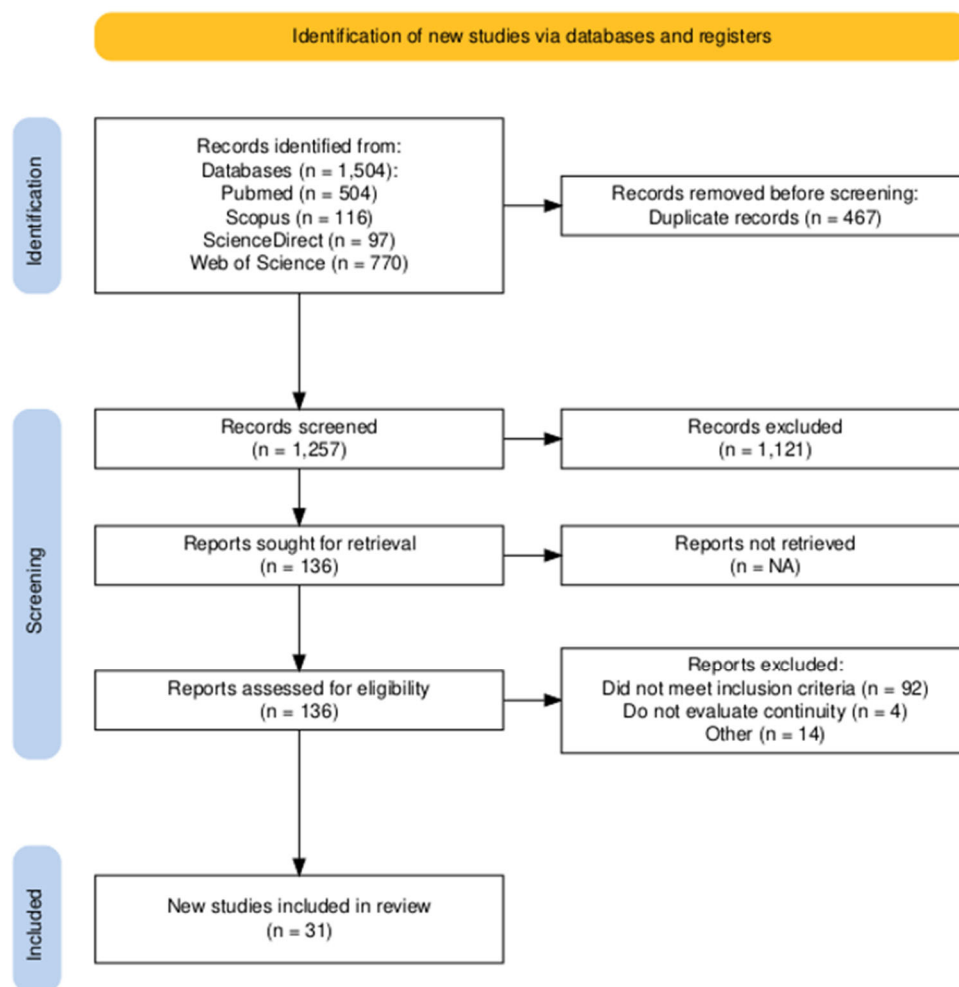 Identification of new studies via databases and registers
Identification
Records identified from:
Databases (n = 1,504):
Pubmed (n = 504)
Scopus (n = 116)
ScienceDirect (n = 97)
Web of Science (n = 770)
Records removed before screening:
Duplicate records (n = 467)
Screening
Records screened
(n = 1,257)
Records excluded
(n = 1,121)
Reports sought for retrieval
(n = 136)
Reports not retrieved
(n = NA)
Reports assessed for eligibility
(n = 136)
Reports excluded:
Did not meet inclusion criteria (n = 92)
Do not evaluate continuity (n = 4)
Other (n = 14)
Included
New studies included in review
(n = 31)